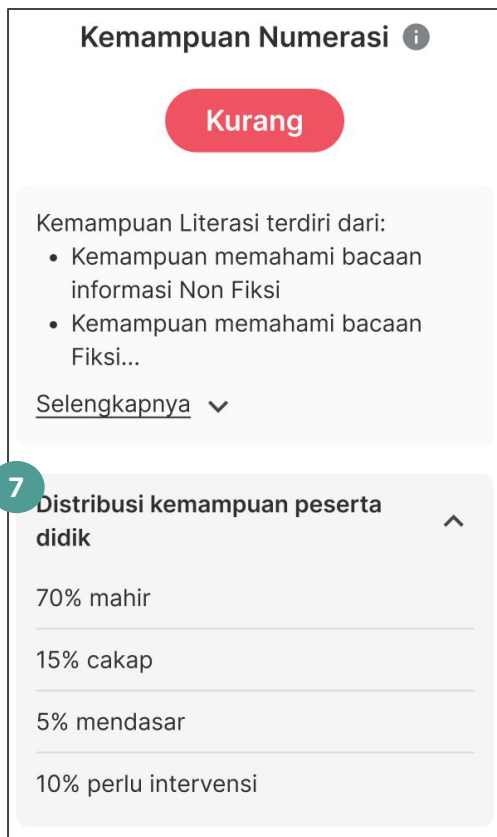 Kemampuan Numerasi i
Kurang
Kemampuan Literasi terdiri dari:
• Kemampuan memahami bacaan
informasi Non Fiksi
• Kemampuan memahami bacaan
Fiksi...
Selengkapnya
7
Distribusi kemampuan peserta
didik
70% mahir
15% cakap
5% mendasar
10% perlu intervensi